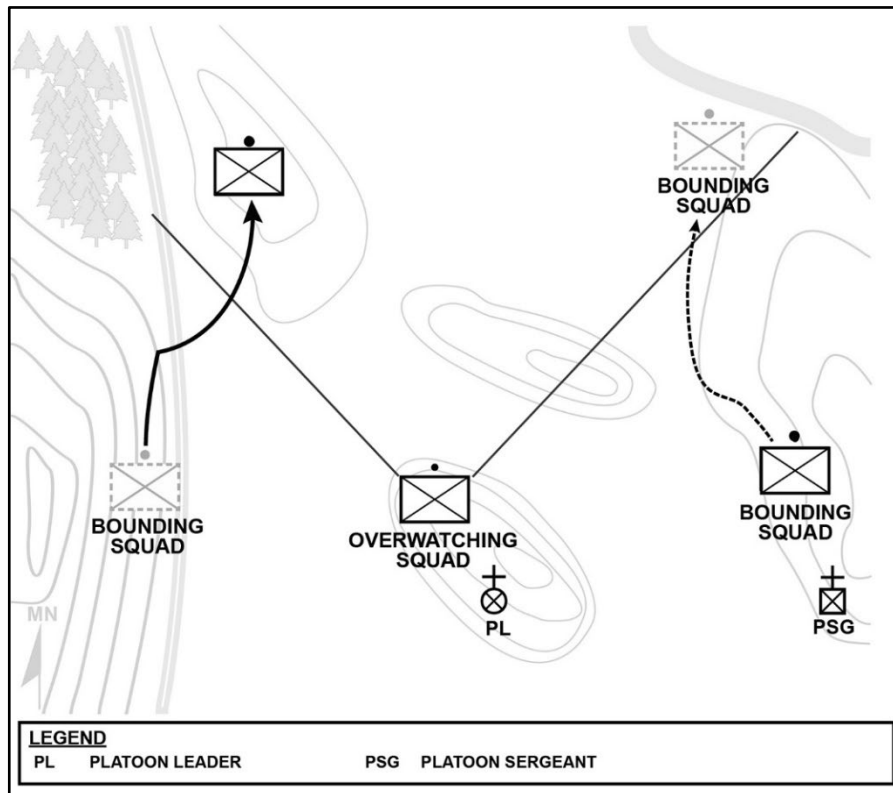 BOUNDING
SQUAD
BOUNDING
SQUAD
OVERWATCHING
SQUAD
BOUNDING
SQUAD
PL
PSG
MN
LEGEND
PL PLATOON LEADER PSG PLATOON SERGEANT